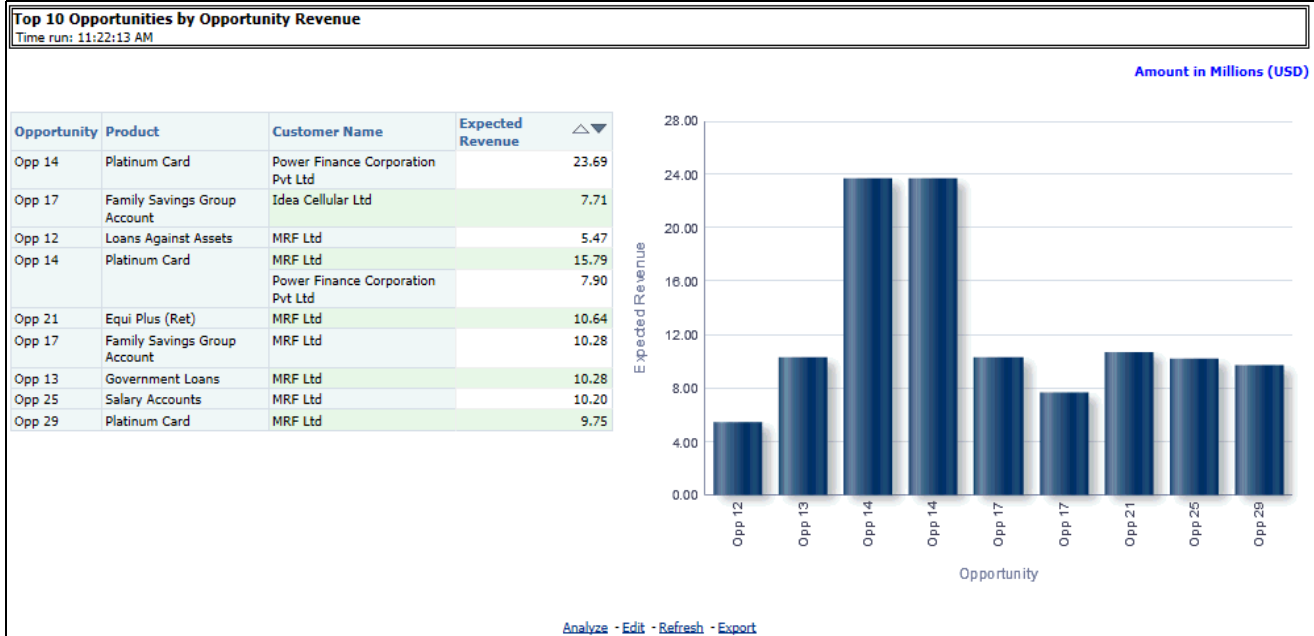 Top 10 Opportunities by Opportunity Revenue
Time run: 11:22:13 AM
Amount in Millions (USD)
Opportunity Product Customer Name Expected
Revenue
Opp 14 Platinum Card Power Finance Corporation 23.69
Pvt Ltd
Opp 17 Family Savings Group Idea Cellular Ltd 7.71
Account
Opp 12 Loans Against Assets MRF Ltd 5.47
Opp 14 Platinum Card MRF Ltd 15.79
Power Finance Corporation 7.90
Pvt Ltd
Opp 21 Equi Plus (Ret) MRF Ltd 10.64
Opp 17 Family Savings Group MRF Ltd 10.28
Account
Opp 13 Government Loans MRF Ltd 10.28
Opp 25 Salary Accounts MRF Ltd 10.20
Opp 29 Platinum Card MRF Ltd 9.75
Expected Revenue
28.00
24.00
20.00
16.00
12.00
8.00
4.00
0.00
Opp 12
Opp 13
Opp 14
Opp 14
Opp 17
Opp 17
Opp 21
Opp 25
Opp 29
Opportunity
Analyze - Edit - Refresh - Export